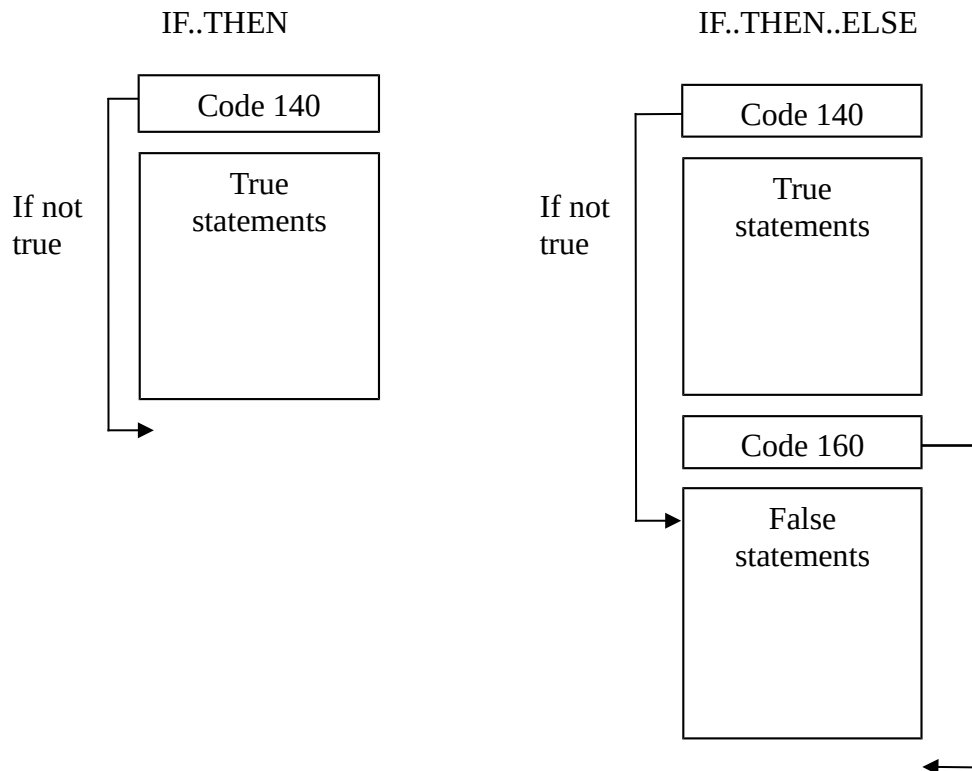 IF..THEN
Code 140
True
statements
If not
true
IF..THEN..ELSE
Code 140
True
statements
If not
true
Code 160
False
statements